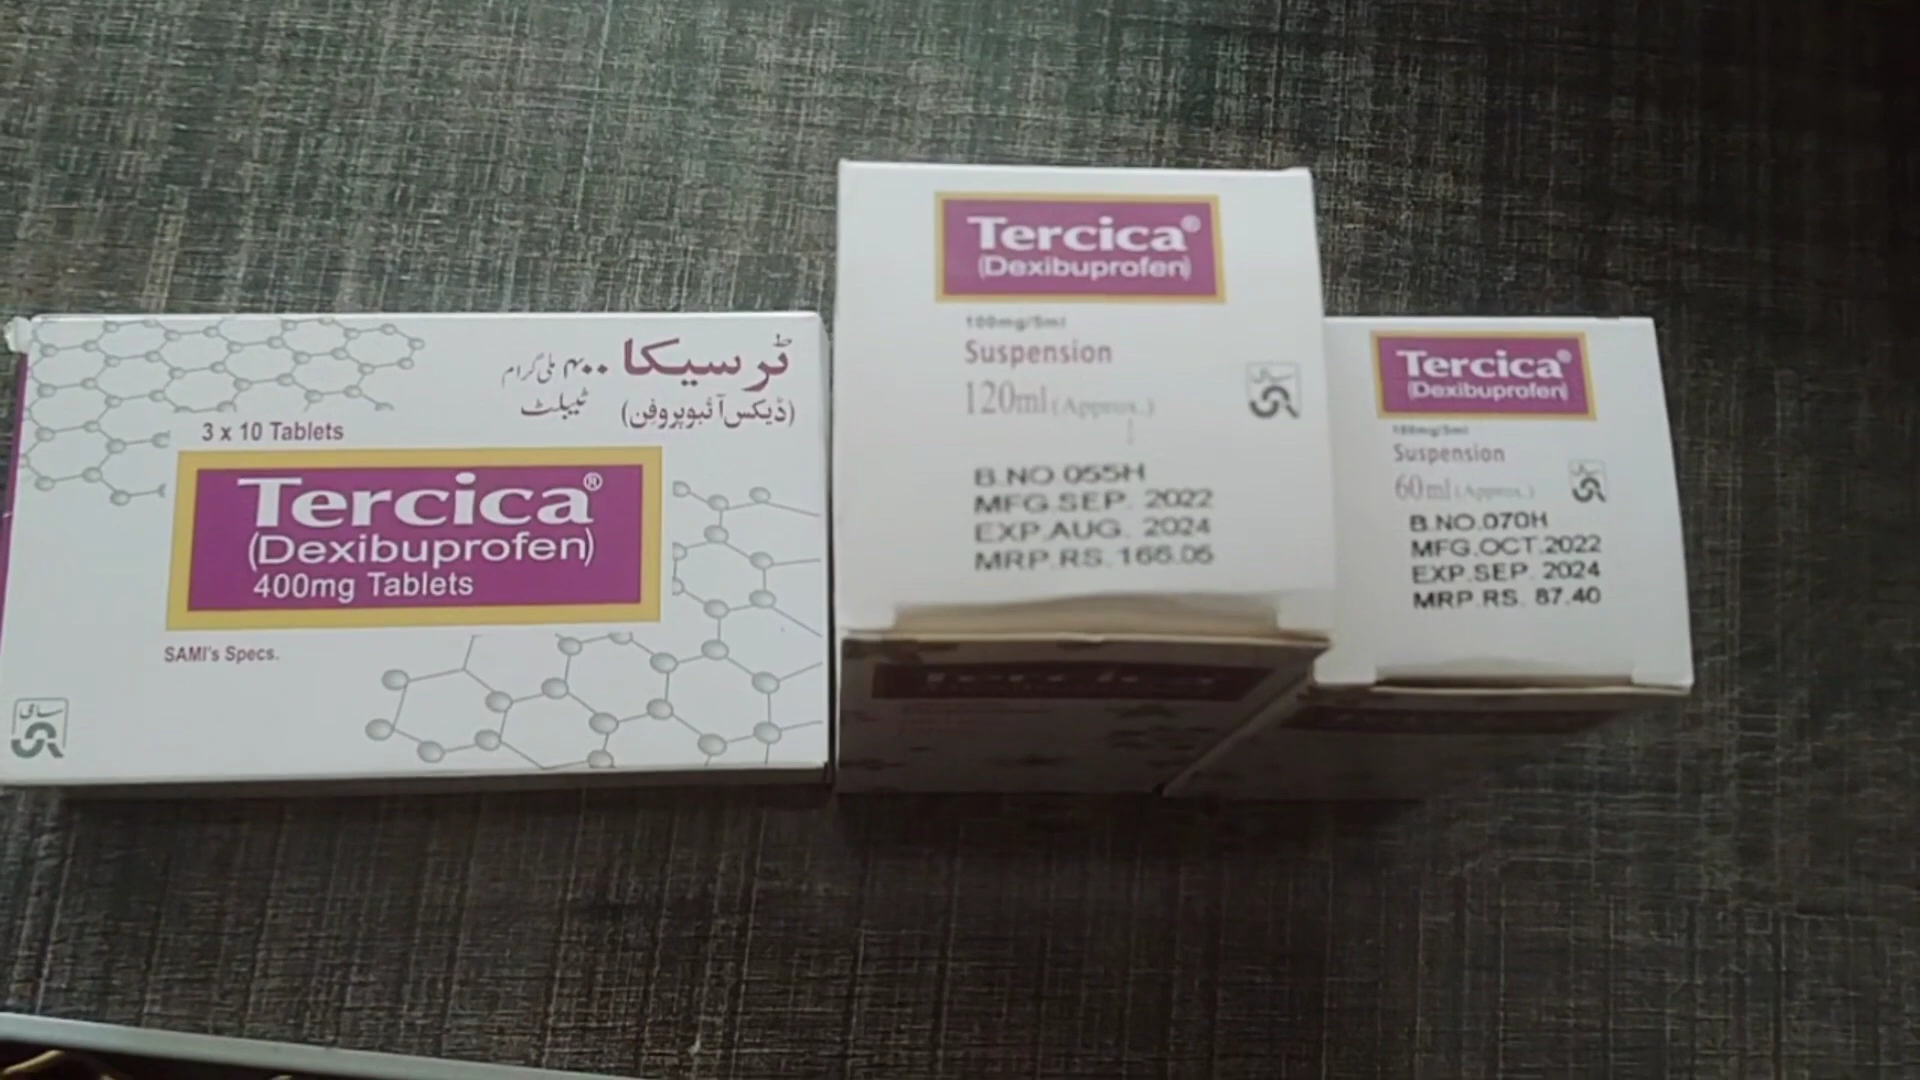 ٹرسیکا ۴۰۰ ملی گرام
(ڈیکس آئبوپروفن) ٹیبلٹ
3 x 10 Tablets
Tercica®
(Dexibuprofen)
400mg Tablets
SAMI's Specs.
سامی
Tercica®
(Dexibuprofen)
100mg/5ml
Suspension
120ml (Approx.)
B.NO 055H
MFG.SEP. 2022
EXP.AUG. 2024
MRP.RS. 166.05
Tercica®
(Dexibuprofen)
100mg/5ml
Suspension
60ml (Approx.)
B.NO.070H
MFG.OCT.2022
EXP.SEP. 2024
MRP.RS. 87.40